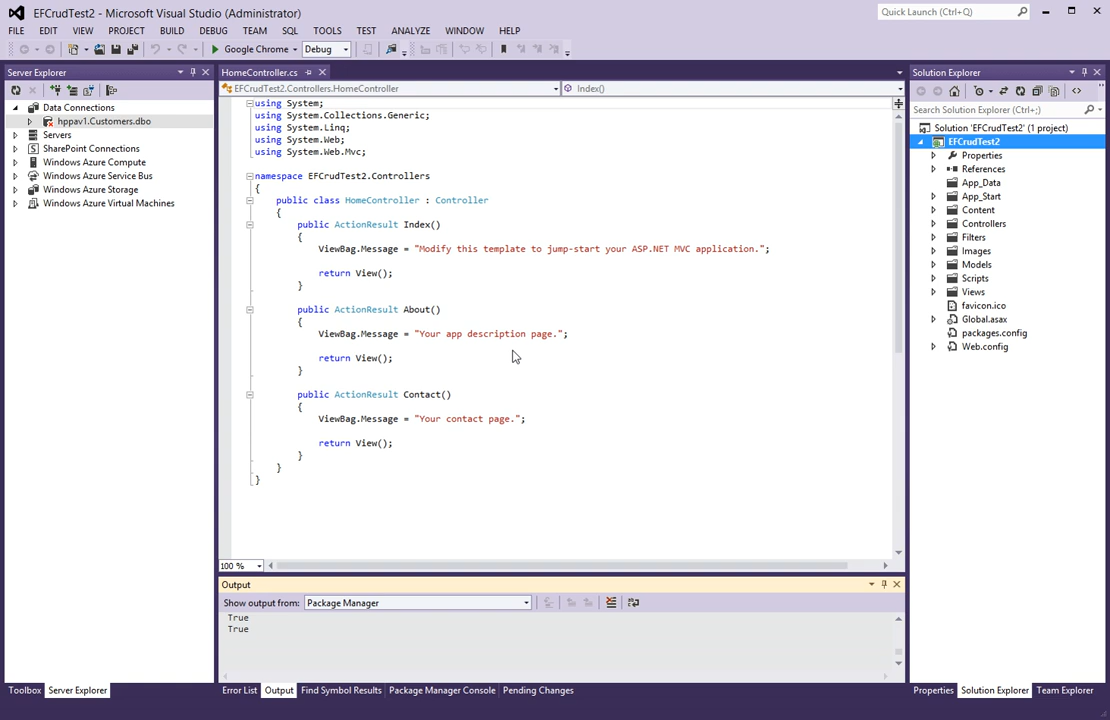 EFCrudTest2 - Microsoft Visual Studio (Administrator)
Quick Launch (Ctrl+Q)
FILE EDIT VIEW PROJECT BUILD DEBUG TEAM SQL TOOLS TEST ANALYZE WINDOW HELP
Google Chrome Debug
Server Explorer
Data Connections
hppav1.Customers.dbo
Servers
SharePoint Connections
Windows Azure Compute
Windows Azure Service Bus
Windows Azure Storage
Windows Azure Virtual Machines
HomeController.cs
EFCrudTest2.Controllers.HomeController Index()
using System;
using System.Collections.Generic;
using System.Linq;
using System.Web;
using System.Web.Mvc;
namespace EFCrudTest2.Controllers
{
public class HomeController : Controller
{
public ActionResult Index()
{
ViewBag.Message = "Modify this template to jump-start your ASP.NET MVC application.";
return View();
}
public ActionResult About()
{
ViewBag.Message = "Your app description page.";
return View();
}
public ActionResult Contact()
{
ViewBag.Message = "Your contact page.";
return View();
}
}
}
100 %
Output
Show output from: Package Manager
True
True
Solution Explorer
Search Solution Explorer (Ctrl+;)
Solution 'EFCrudTest2' (1 project)
EFCrudTest2
Properties
References
App_Data
App_Start
Content
Controllers
Filters
Images
Models
Scripts
Views
favicon.ico
Global.asax
packages.config
Web.config
Toolbox Server Explorer
Error List Output Find Symbol Results Package Manager Console Pending Changes
Properties Solution Explorer Team Explorer